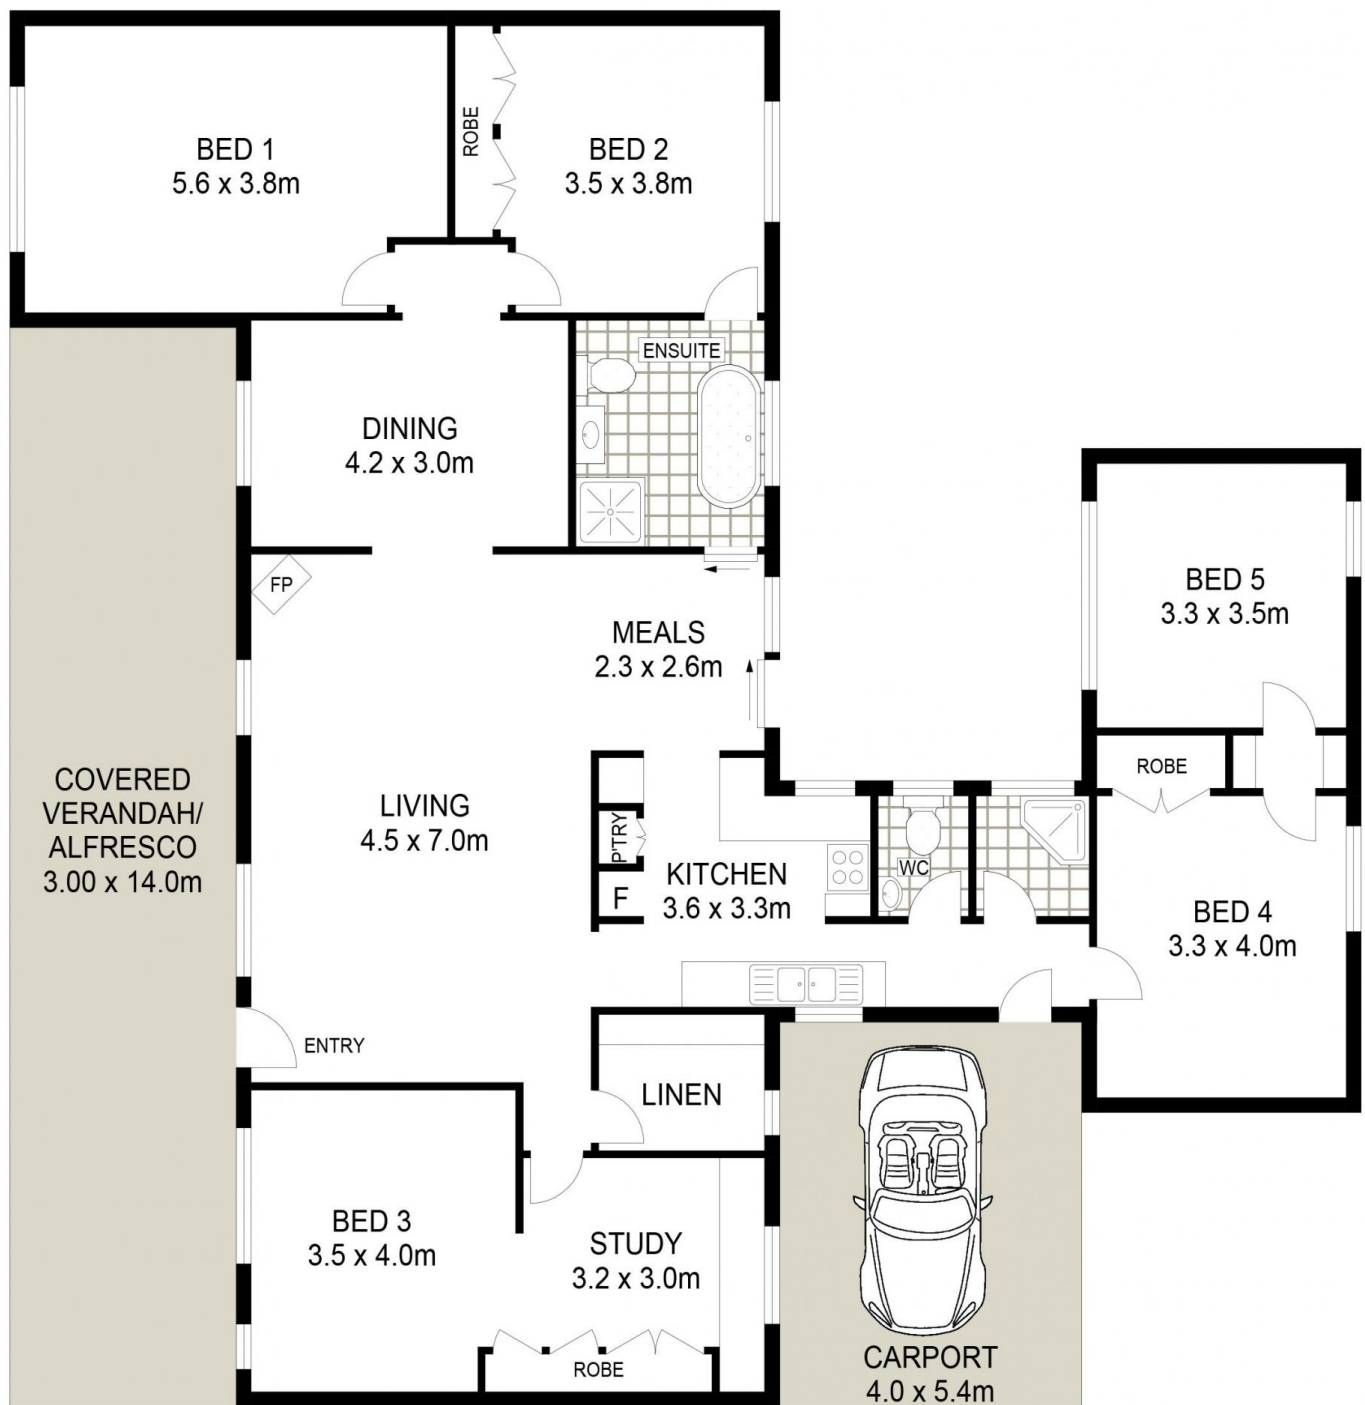 BED 1
5.6 x 3.8m
ROBE
BED 2
3.5 x 3.8m
ENSUITE
DINING
4.2 x 3.0m
FP
MEALS
2.3 x 2.6m
BED 5
3.3 x 3.5m
COVERED
VERANDAH/
ALFRESCO
3.00 x 14.0m
LIVING
4.5 x 7.0m
P'TRY
F
KITCHEN
3.6 x 3.3m
WC
ROBE
BED 4
3.3 x 4.0m
ENTRY
LINEN
BED 3
3.5 x 4.0m
STUDY
3.2 x 3.0m
ROBE
CARPORT
4.0 x 5.4m